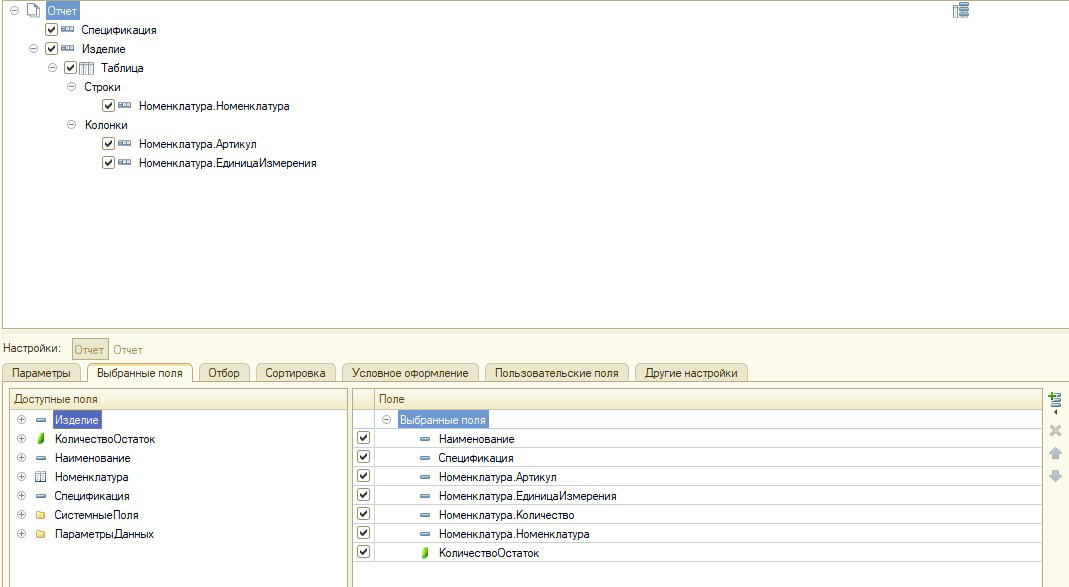 Отчет
Спецификация
Изделие
Таблица
Строки
Номенклатура.Номенклатура
Колонки
Номенклатура.Артикул
Номенклатура.ЕдиницаИзмерения
Настройки: Отчет Отчет
Параметры Выбранные поля Отбор Сортировка Условное оформление Пользовательские поля Другие настройки
Доступные поля
Изделие
КоличествоОстаток
Наименование
Номенклатура
Спецификация
СистемныеПоля
ПараметрыДанных
Поле
Выбранные поля
Наименование
Спецификация
Номенклатура.Артикул
Номенклатура.ЕдиницаИзмерения
Номенклатура.Количество
Номенклатура.Номенклатура
КоличествоОстаток